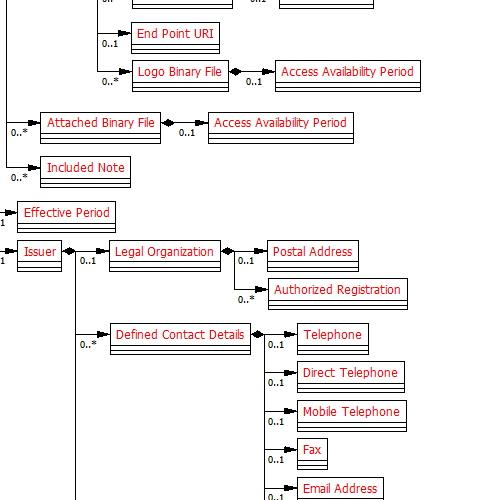 0..1
End Point URI
0..1
Logo Binary File
Access Availability Period
0..*
0..1
Attached Binary File
Access Availability Period
0..*
0..1
Included Note
0..*
Effective Period
1
Issuer
Legal Organization
Postal Address
1
0..1
0..1
Authorized Registration
0..*
Defined Contact Details
Telephone
0..*
0..1
Direct Telephone
0..1
Mobile Telephone
0..1
Fax
0..1
Email Address
0..1